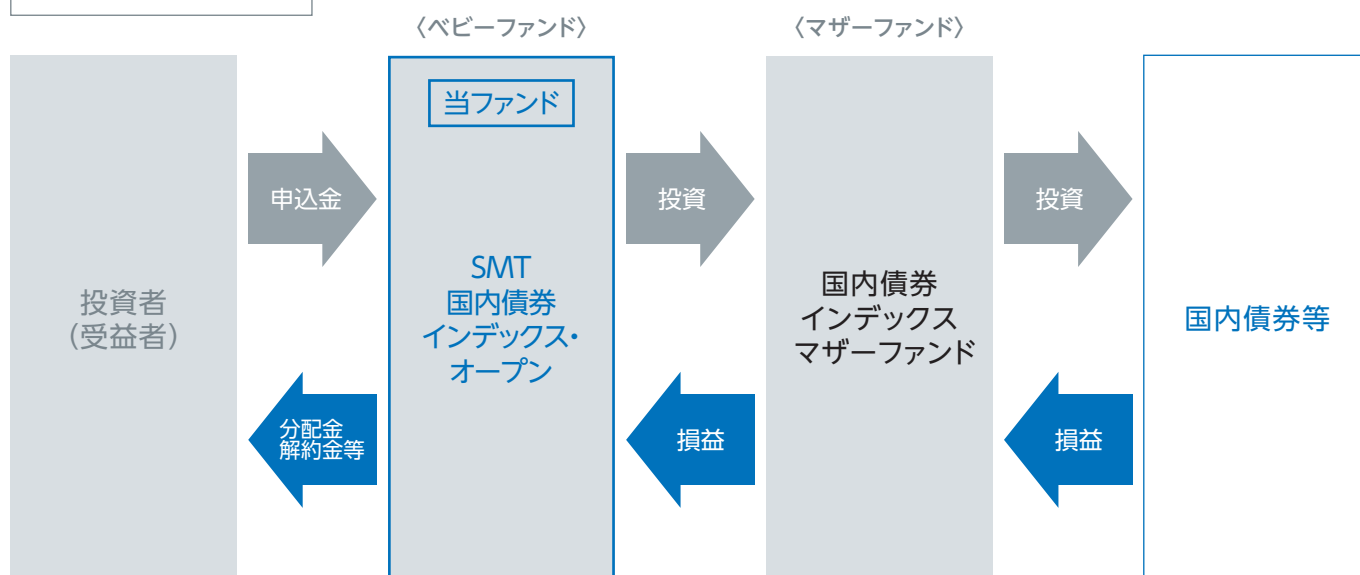 〈ベビーファンド〉
〈マザーファンド〉
当ファンド
申込金
投資
投資
投資者
(受益者)
SMT
国内債券
インデックス・
オープン
国内債券
インデックス
マザーファンド
国内債券等
分配金
解約金等
損益
損益